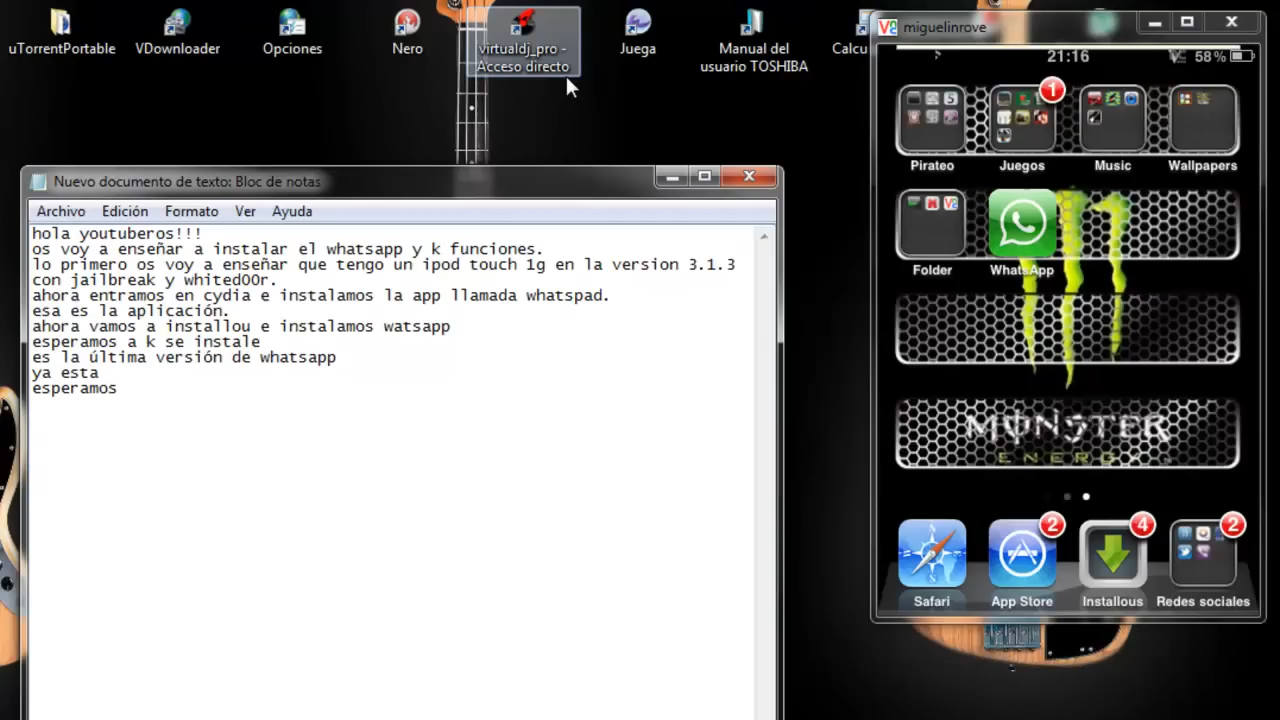 uTorrentPortable
VDownloader
Opciones
Nero
virtualdj_pro -
Acceso directo
Juega
Manual del
usuario TOSHIBA
Calcu
miguelinrove
21:16
58%
Pirateo
Juegos
1
Music
Wallpapers
Folder
WhatsApp
MONSTER
ENERGY
Safari
App Store
2
Installous
4
Redes sociales
2
Nuevo documento de texto: Bloc de notas
Archivo Edición Formato Ver Ayuda
hola youtuberos!!!
os voy a enseñar a instalar el whatsapp y k funciones.
lo primero os voy a enseñar que tengo un ipod touch 1g en la version 3.1.3
con jailbreak y whited00r.
ahora entramos en cydia e instalamos la app llamada whatspad.
esa es la aplicación.
ahora vamos a installou e instalamos watsapp
esperamos a k se instale
es la última versión de whatsapp
ya esta
esperamos